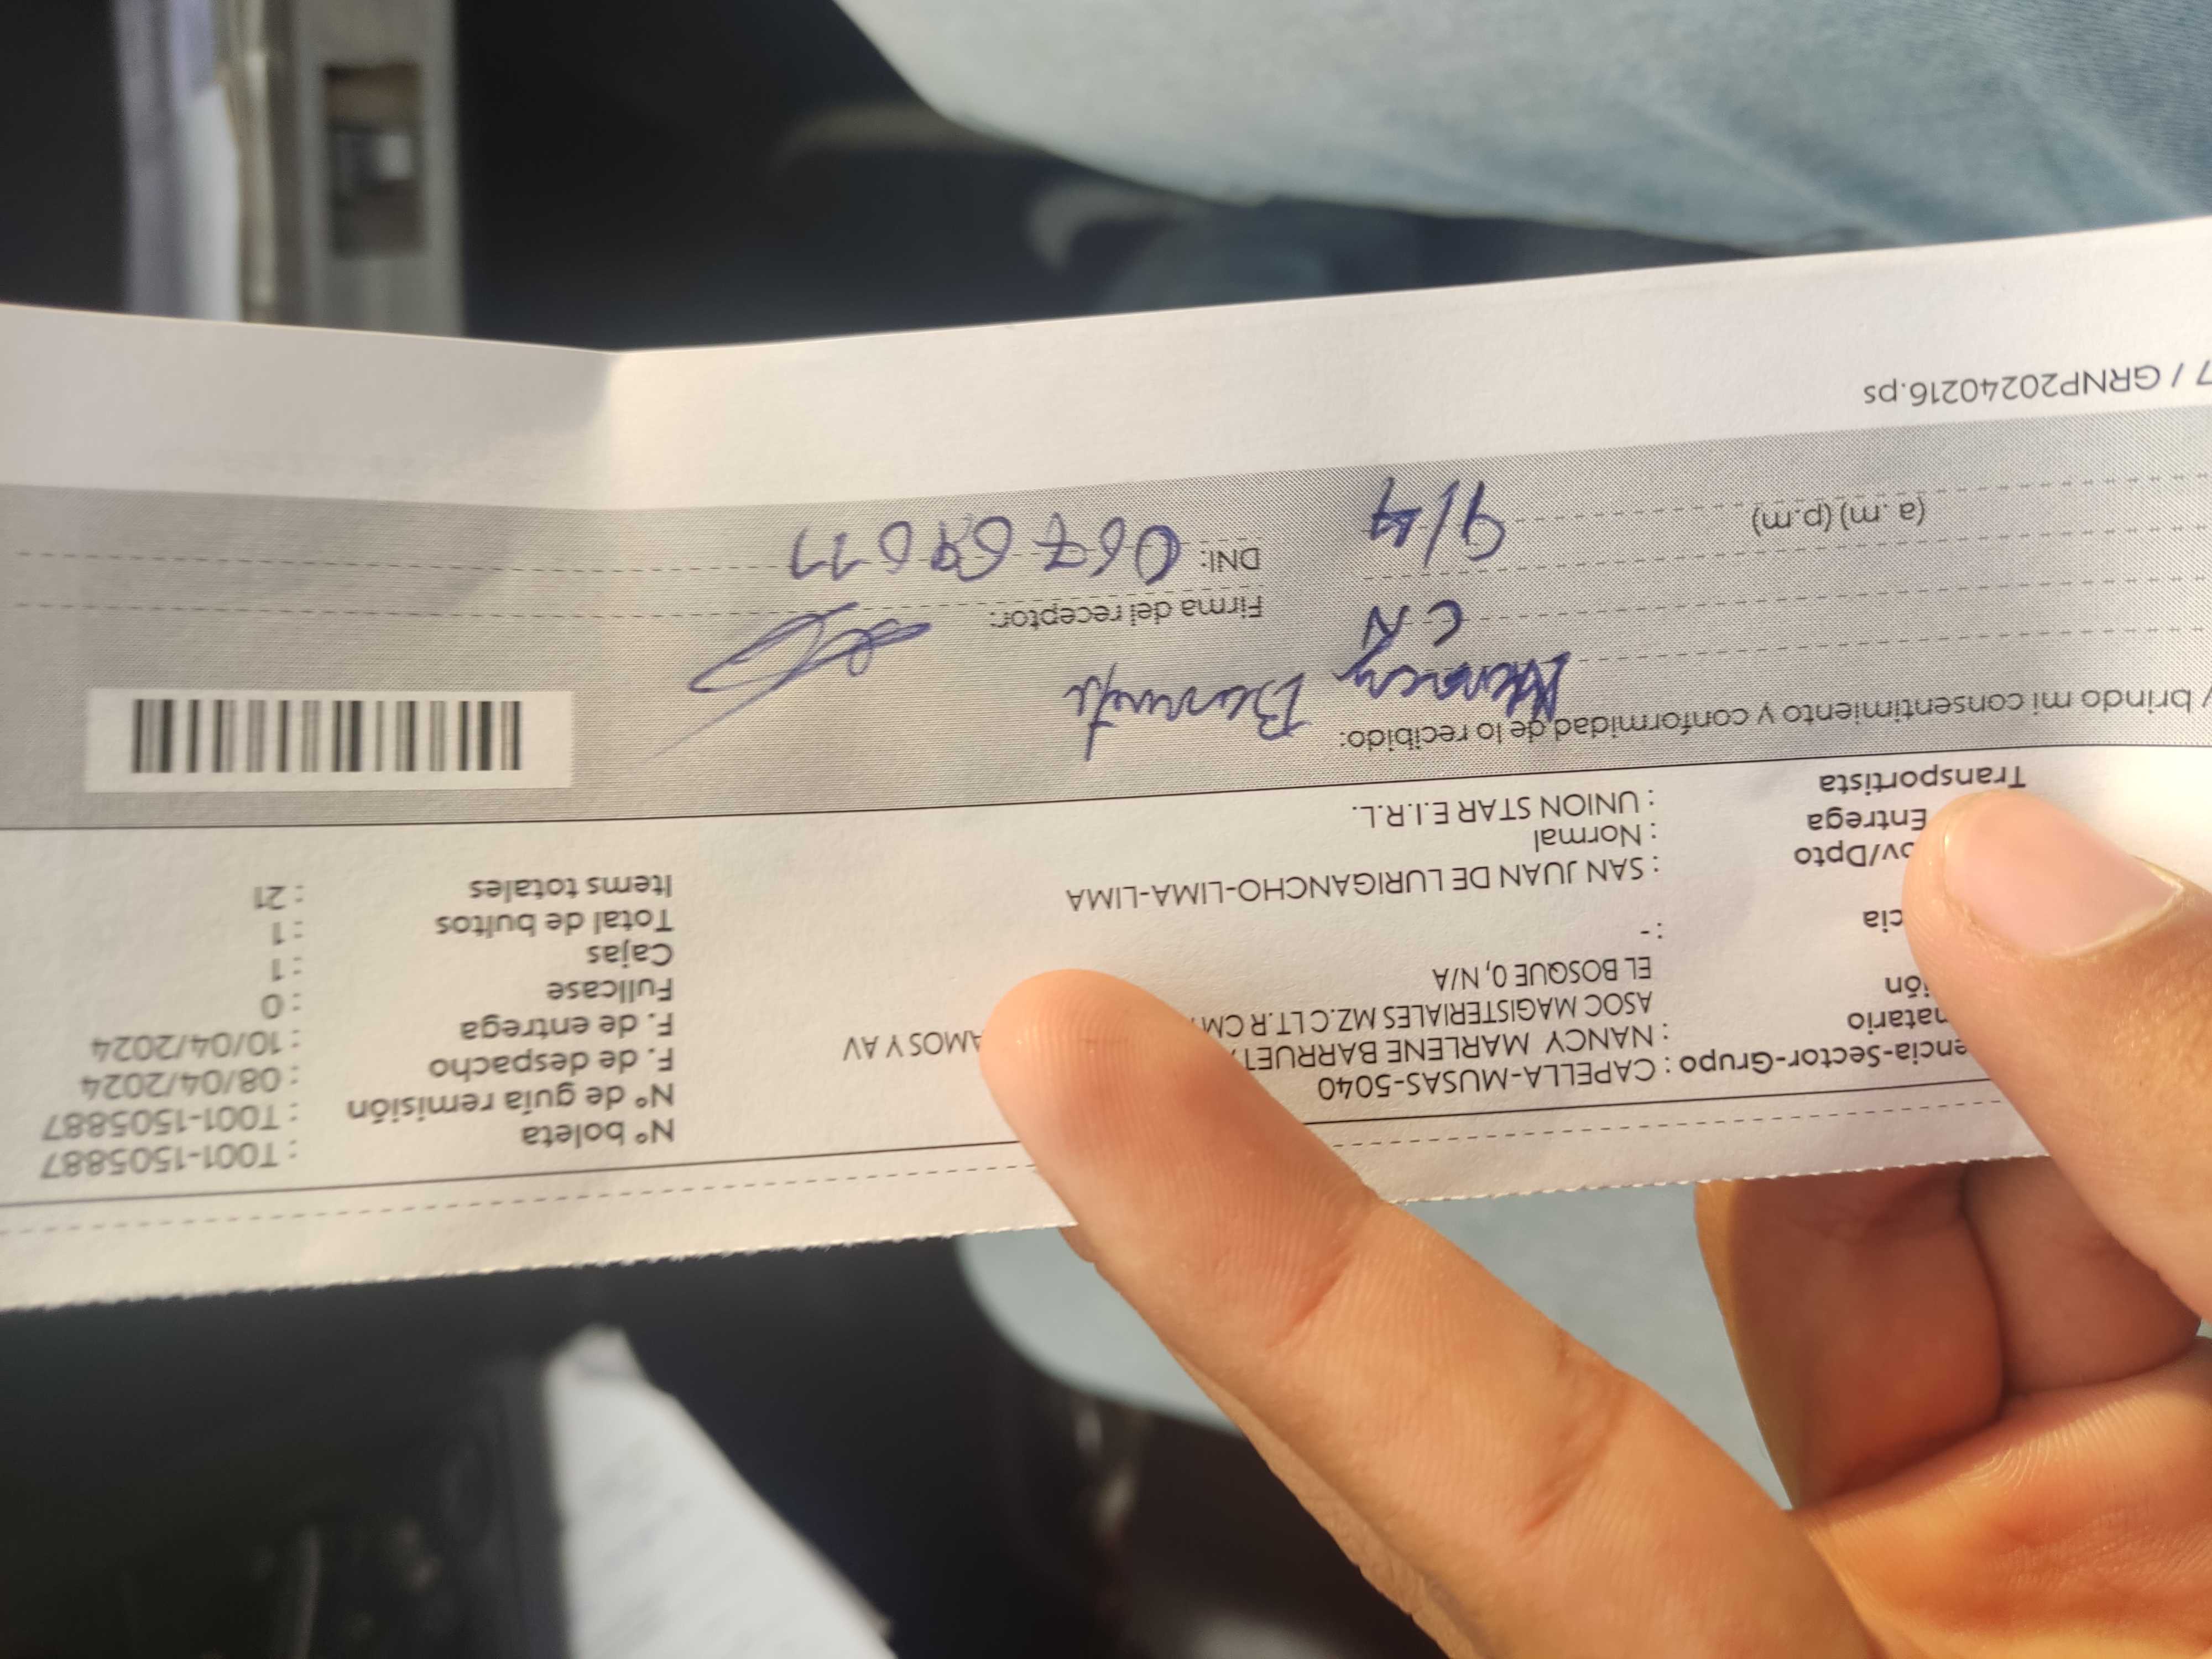 encia-Sector-Grupo : CAPELLA-MUSAS-5040
natario : NANCY MARLENE BARRUET
ión ASOC MAGISTERIALES MZ.C LT.R CM AMOS Y AV
EL BOSQUE 0, N/A
cia : -
ov/Dpto : SAN JUAN DE LURIGANCHO-LIMA-LIMA
Entrega : Normal
Transportista : UNION STAR E.I.R.L.
N° boleta : T001-1505887
N° de guía remisión : T001-1505887
F. de despacho : 08/04/2024
F. de entrega : 10/04/2024
Fullcase : 0
Cajas : 1
Total de bultos : 1
Items totales : 21
y brindo mi consentimiento y conformidad de lo recibido:
CN
Firma del receptor:
(a .m) (p.m) 9/4
DNI:
7 / GRNP20240216.ps